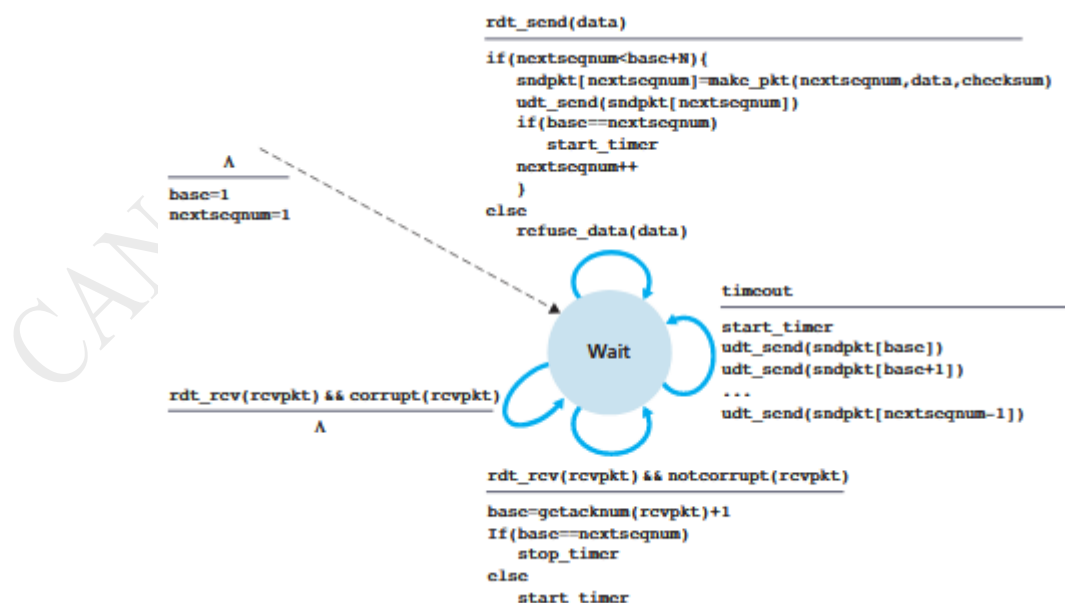 rdt_send(data)
if(nextseqnum<base+N){
sndpkt[nextseqnum]=make_pkt(nextseqnum,data,checksum)
udt_send(sndpkt[nextseqnum])
if(base==nextseqnum)
start_timer
nextseqnum++
}
else
refuse_data(data)
Λ
base=1
nextseqnum=1
CAN
timeout
start_timer
udt_send(sndpkt[base])
udt_send(sndpkt[base+1])
...
udt_send(sndpkt[nextseqnum-1])
Wait
rdt_rcv(rcvpkt) && corrupt(rcvpkt)
Λ
rdt_rcv(rcvpkt) && notcorrupt(rcvpkt)
base=getacknum(rcvpkt)+1
If(base==nextseqnum)
stop_timer
else
start_timer